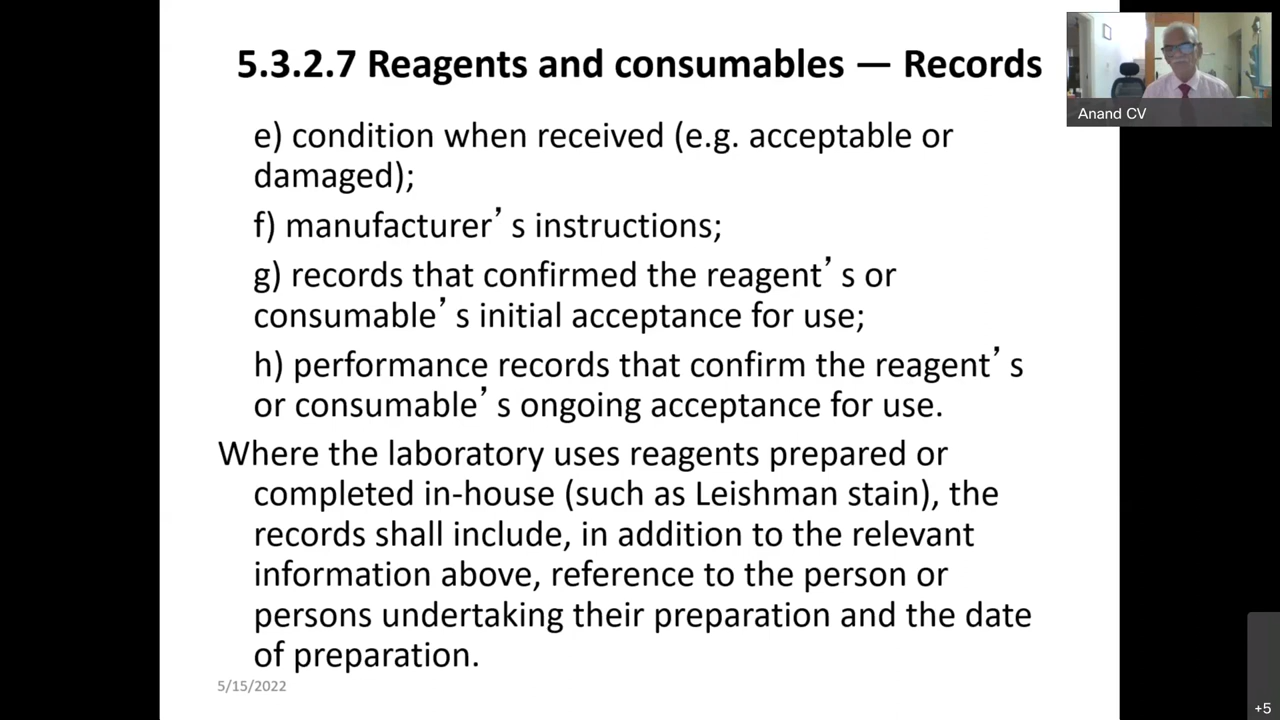 5.3.2.7 Reagents and consumables — Records
Anand CV
e) condition when received (e.g. acceptable or
damaged);
f) manufacturer’s instructions;
g) records that confirmed the reagent’s or
consumable’s initial acceptance for use;
h) performance records that confirm the reagent’s
or consumable’s ongoing acceptance for use.
Where the laboratory uses reagents prepared or
completed in-house (such as Leishman stain), the
records shall include, in addition to the relevant
information above, reference to the person or
persons undertaking their preparation and the date
of preparation.
5/15/2022
+5